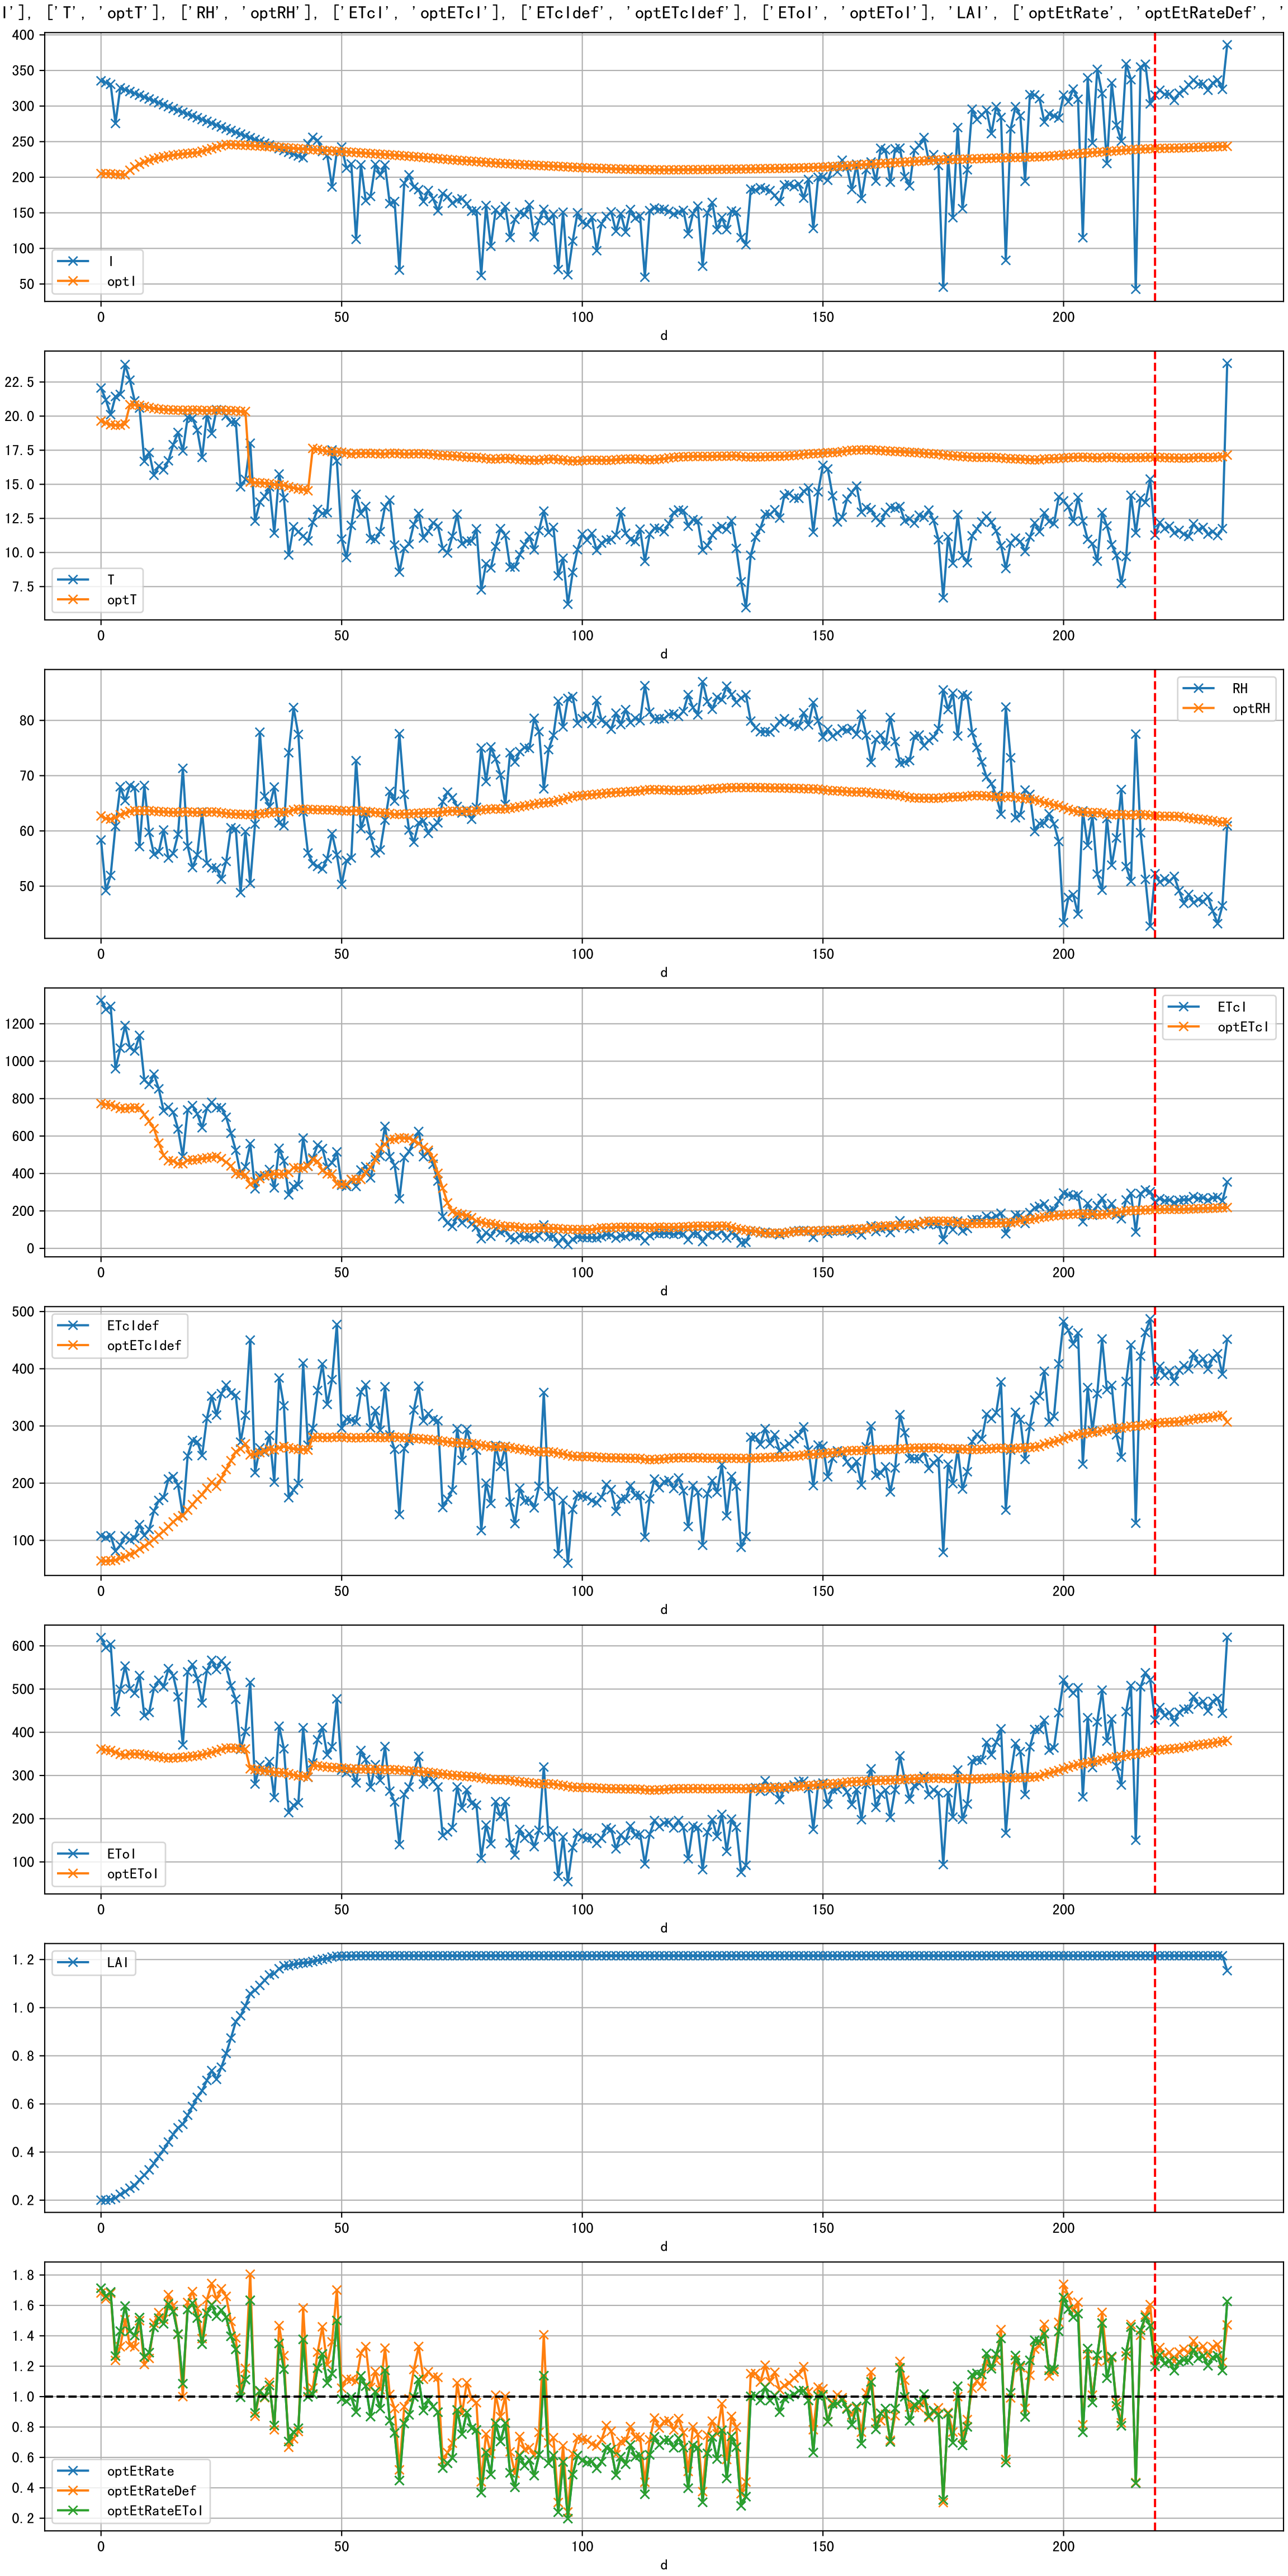 I'], ['T', 'optT'], ['RH', 'optRH'], ['ETcI', 'optETcI'], ['ETcIdef', 'optETcIdef'], ['EToI', 'optEToI'], 'LAI', ['optEtRate', 'optEtRateDef', '
400
350
300
250
200
150
100
50
I
optI
0 50 100 150 200
d
22.5
20.0
17.5
15.0
12.5
10.0
7.5
T
optT
0 50 100 150 200
d
80
70
60
50
RH
optRH
0 50 100 150 200
d
1200
1000
800
600
400
200
0
ETcI
optETcI
0 50 100 150 200
d
500
400
300
200
100
ETcIdef
optETcIdef
0 50 100 150 200
d
600
500
400
300
200
100
EToI
optEToI
0 50 100 150 200
d
1.2
1.0
0.8
0.6
0.4
0.2
LAI
0 50 100 150 200
d
1.8
1.6
1.4
1.2
1.0
0.8
0.6
0.4
0.2
optEtRate
optEtRateDef
optEtRateEToI
0 50 100 150 200
d